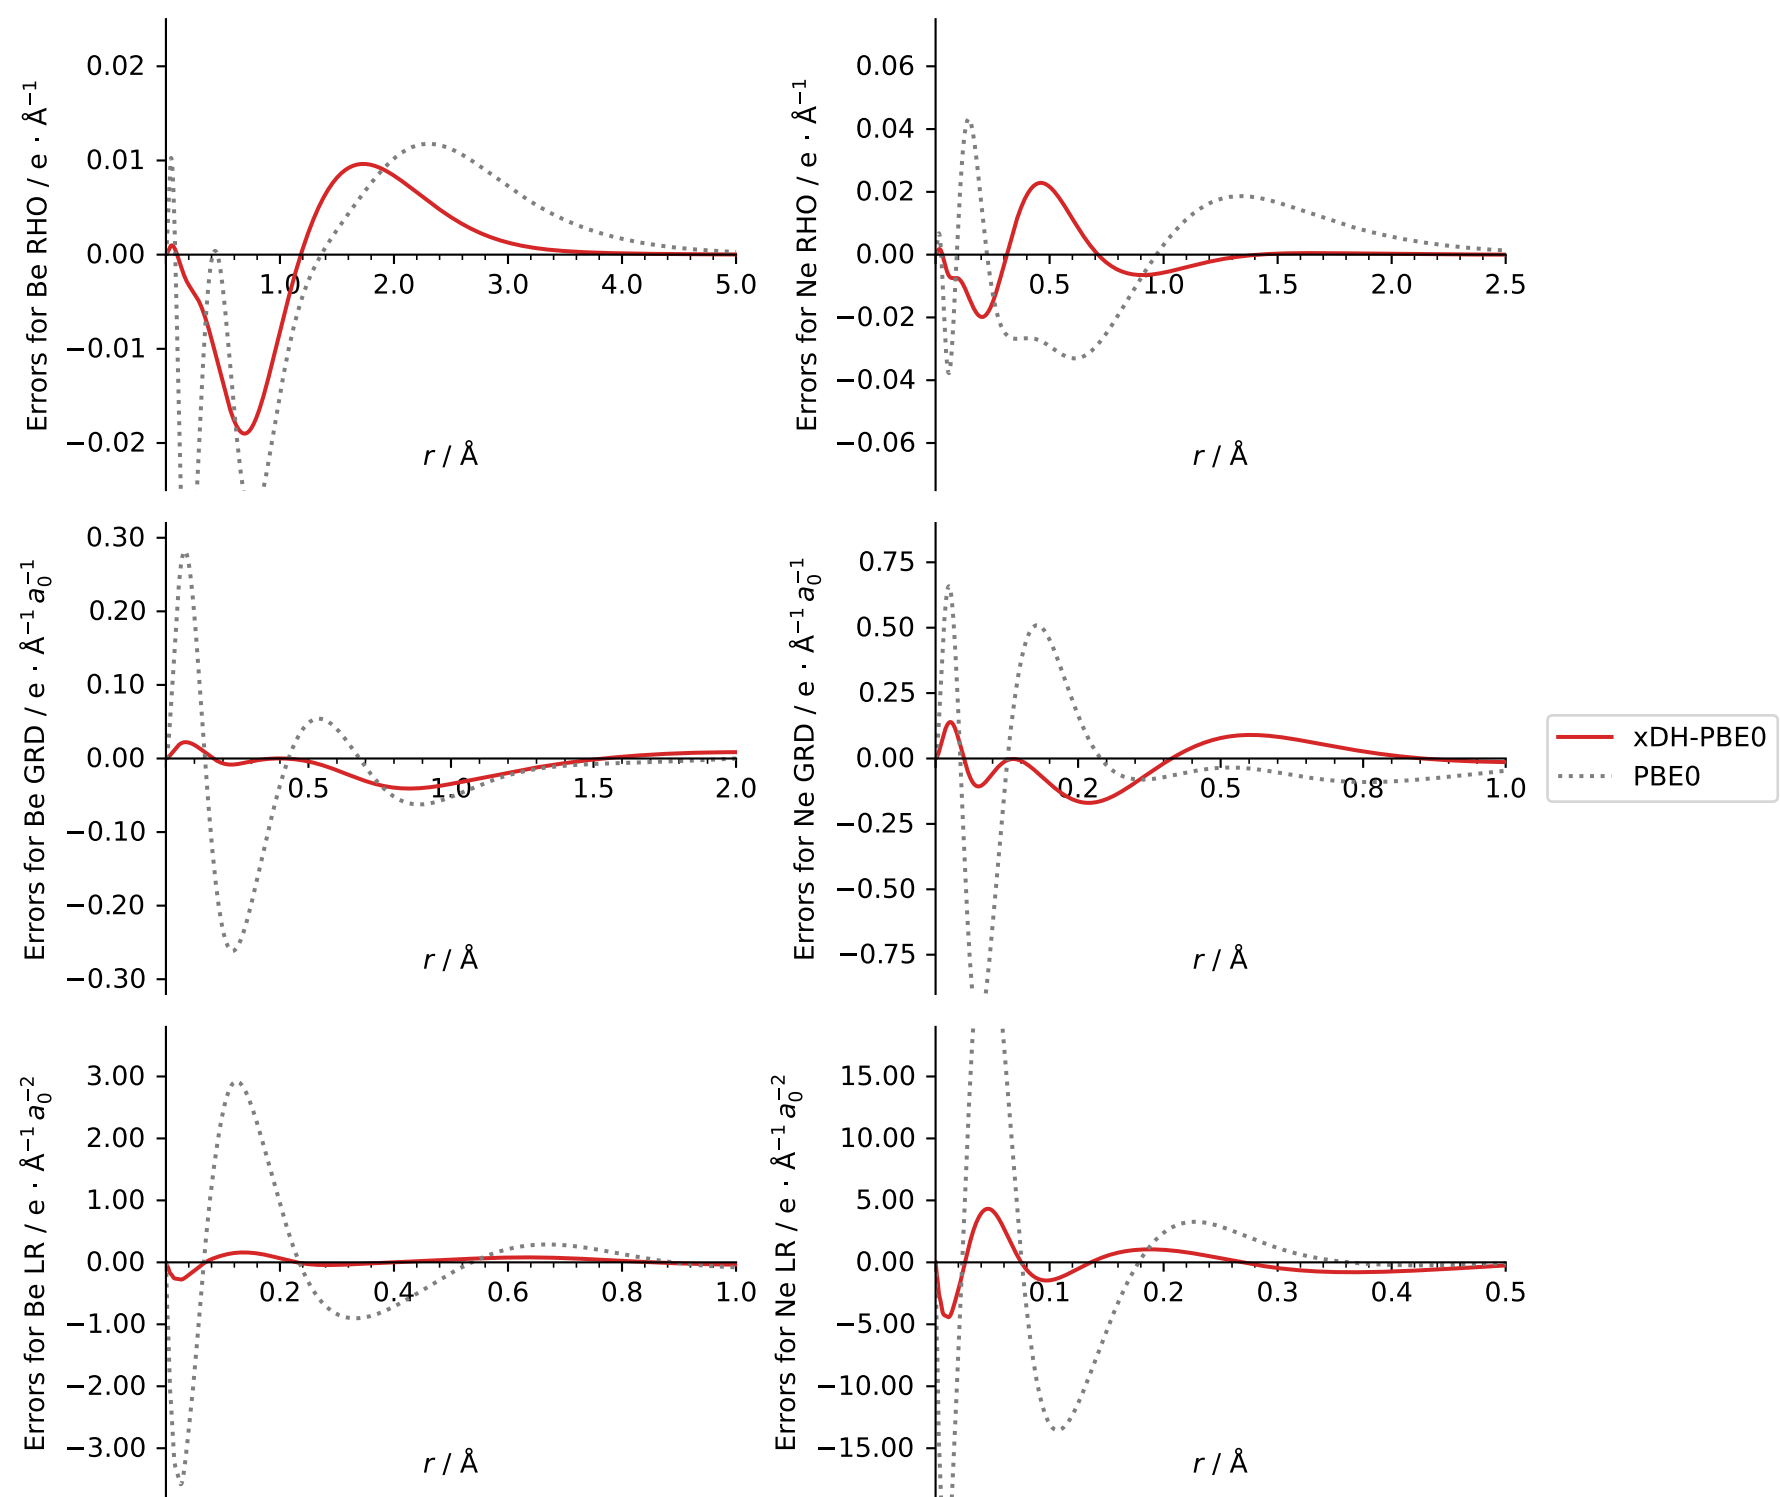 Errors for Be RHO / e · Å⁻¹
0.02
0.01
0.00
−0.01
−0.02
1.0 2.0 3.0 4.0 5.0
r / Å
Errors for Ne RHO / e · Å⁻¹
0.06
0.04
0.02
0.00
−0.02
−0.04
−0.06
0.5 1.0 1.5 2.0 2.5
r / Å
Errors for Be GRD / e · Å⁻¹ a₀⁻¹
0.30
0.20
0.10
0.00
−0.10
−0.20
−0.30
0.5 1.0 1.5 2.0
r / Å
Errors for Ne GRD / e · Å⁻¹ a₀⁻¹
0.75
0.50
0.25
0.00
−0.25
−0.50
−0.75
0.2 0.5 0.8 1.0
r / Å
xDH-PBE0
PBE0
Errors for Be LR / e · Å⁻¹ a₀⁻²
3.00
2.00
1.00
0.00
−1.00
−2.00
−3.00
0.2 0.4 0.6 0.8 1.0
r / Å
Errors for Ne LR / e · Å⁻¹ a₀⁻²
15.00
10.00
5.00
0.00
−5.00
−10.00
−15.00
0.1 0.2 0.3 0.4 0.5
r / Å